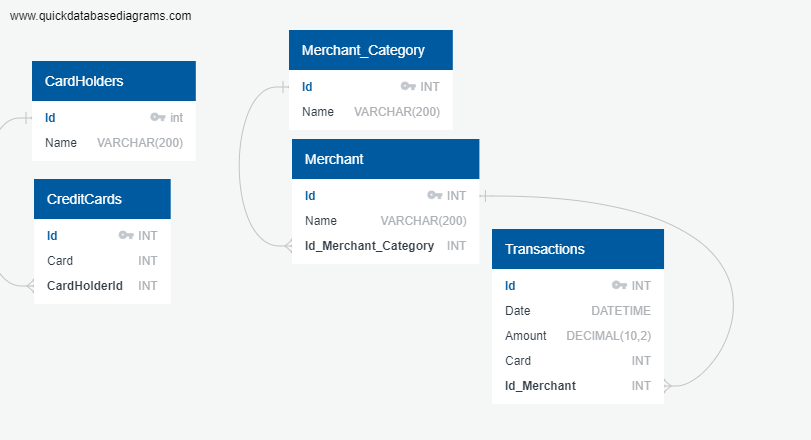 www.quickdatabasediagrams.com
CardHolders
Id int
Name VARCHAR(200)
CreditCards
Id INT
Card INT
CardHolderId INT
Merchant_Category
Id INT
Name VARCHAR(200)
Merchant
Id INT
Name VARCHAR(200)
Id_Merchant_Category INT
Transactions
Id INT
Date DATETIME
Amount DECIMAL(10,2)
Card INT
Id_Merchant INT